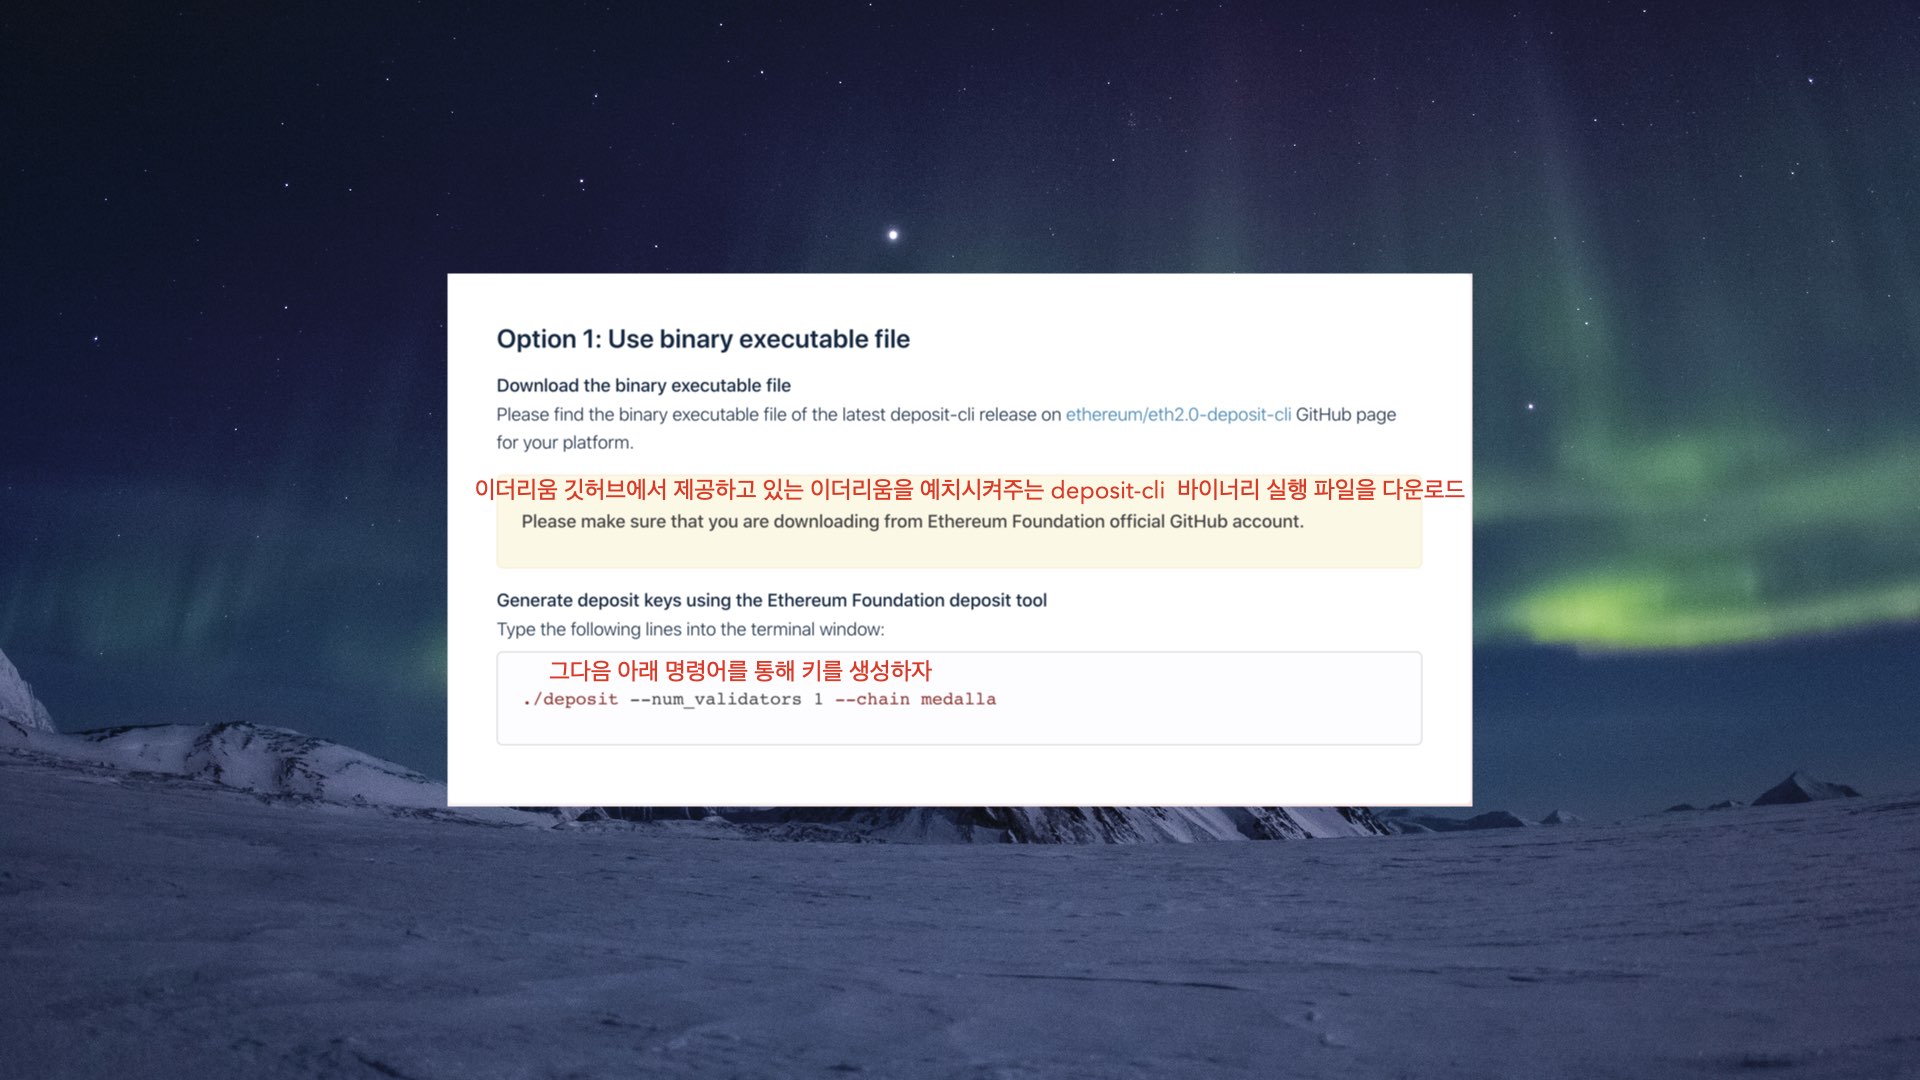 Option 1: Use binary executable file
Download the binary executable file
Please find the binary executable file of the latest deposit-cli release on ethereum/eth2.0-deposit-cli GitHub page
for your platform.
이더리움 깃허브에서 제공하고 있는 이더리움을 예치시켜주는 deposit-cli 바이너리 실행 파일을 다운로드
Please make sure that you are downloading from Ethereum Foundation official GitHub account.
Generate deposit keys using the Ethereum Foundation deposit tool
Type the following lines into the terminal window:
그다음 아래 명령어를 통해 키를 생성하자
./deposit --num_validators 1 --chain medalla